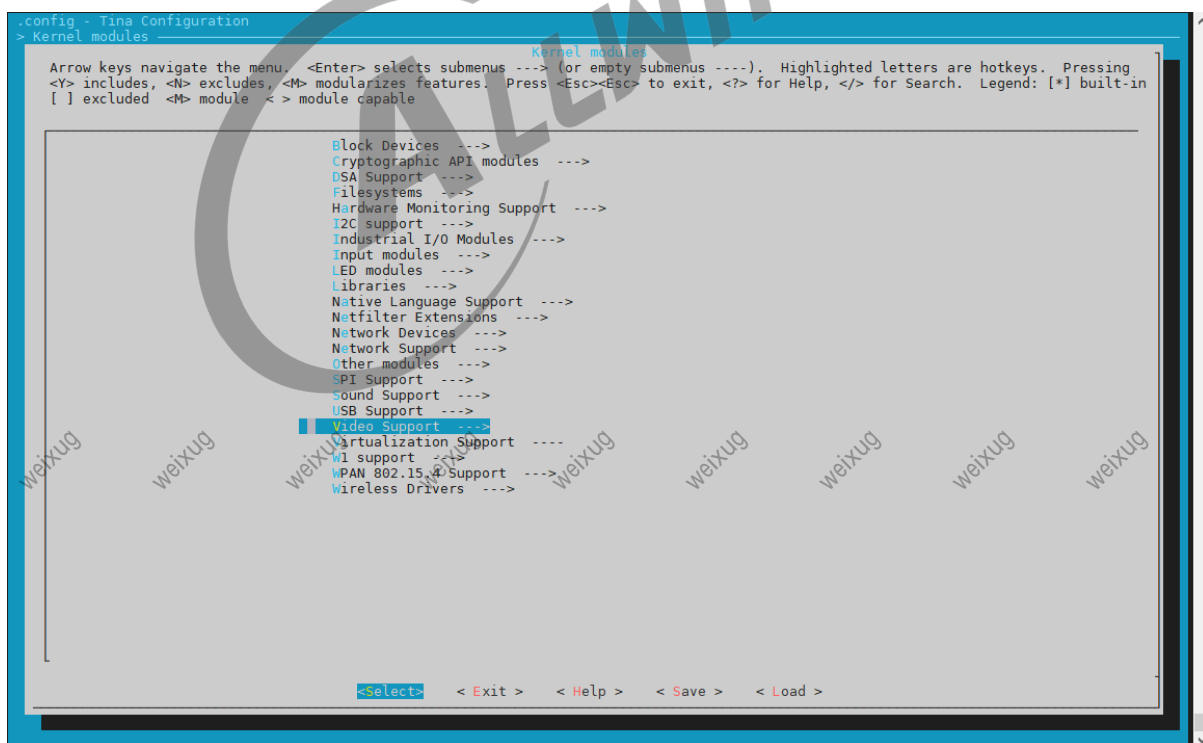 .config - Tina Configuration
> Kernel modules
Kernel modules
Arrow keys navigate the menu. <Enter> selects submenus ---> (or empty submenus ----). Highlighted letters are hotkeys. Pressing
<Y> includes, <N> excludes, <M> modularizes features. Press <Esc><Esc> to exit, <?> for Help, </> for Search. Legend: [*] built-in
[ ] excluded <M> module < > module capable
Block Devices --->
Cryptographic API modules --->
DSA Support --->
Filesystems --->
Hardware Monitoring Support --->
I2C support --->
Industrial I/O Modules --->
Input modules --->
LED modules --->
Libraries --->
Native Language Support --->
Netfilter Extensions --->
Network Devices --->
Network Support --->
Other modules --->
SPI Support --->
Sound Support --->
USB Support --->
Video Support --->
Virtualization Support ----
W1 support --->
WPAN 802.15.4 Support --->
Wireless Drivers --->
weixug weixug weixug weixug weixug weixug weixug weixug weixug
<Select> < Exit > < Help > < Save > < Load >